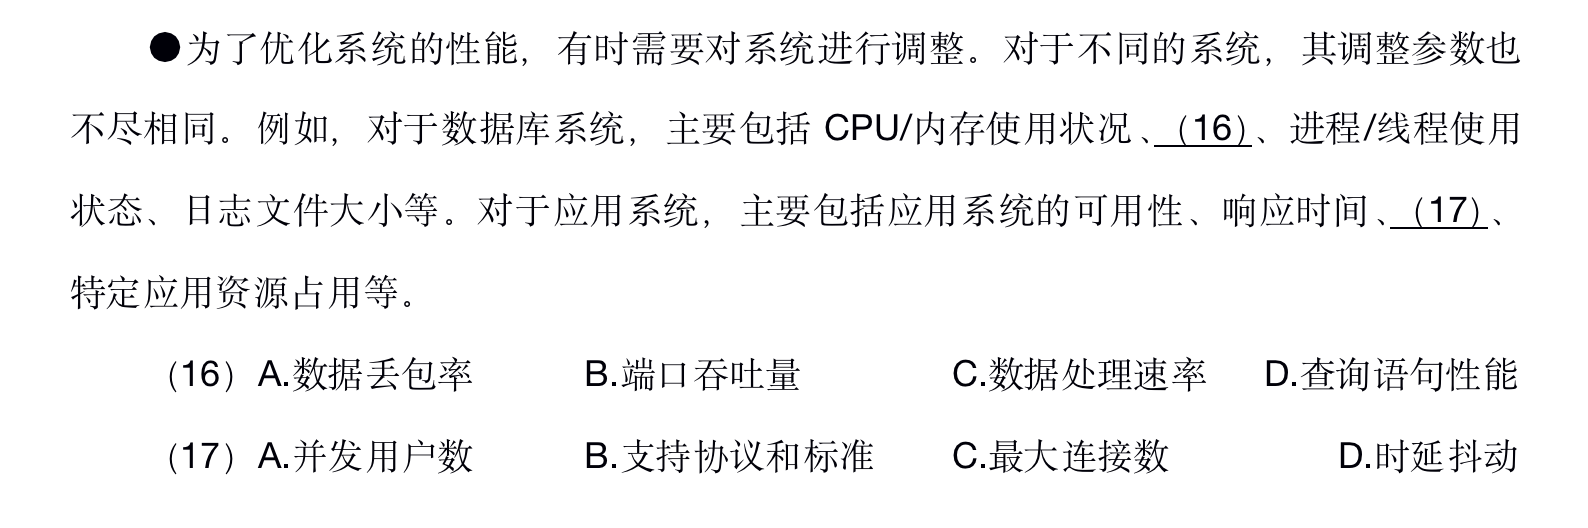 ●为了优化系统的性能，有时需要对系统进行调整。对于不同的系统，其调整参数也
不尽相同。例如，对于数据库系统，主要包括 CPU/内存使用状况、（16）、进程/线程使用
状态、日志文件大小等。对于应用系统，主要包括应用系统的可用性、响应时间、（17）、
特定应用资源占用等。
（16）A.数据丢包率 B.端口吞吐量 C.数据处理速率 D.查询语句性能
（17）A.并发用户数 B.支持协议和标准 C.最大连接数 D.时延抖动